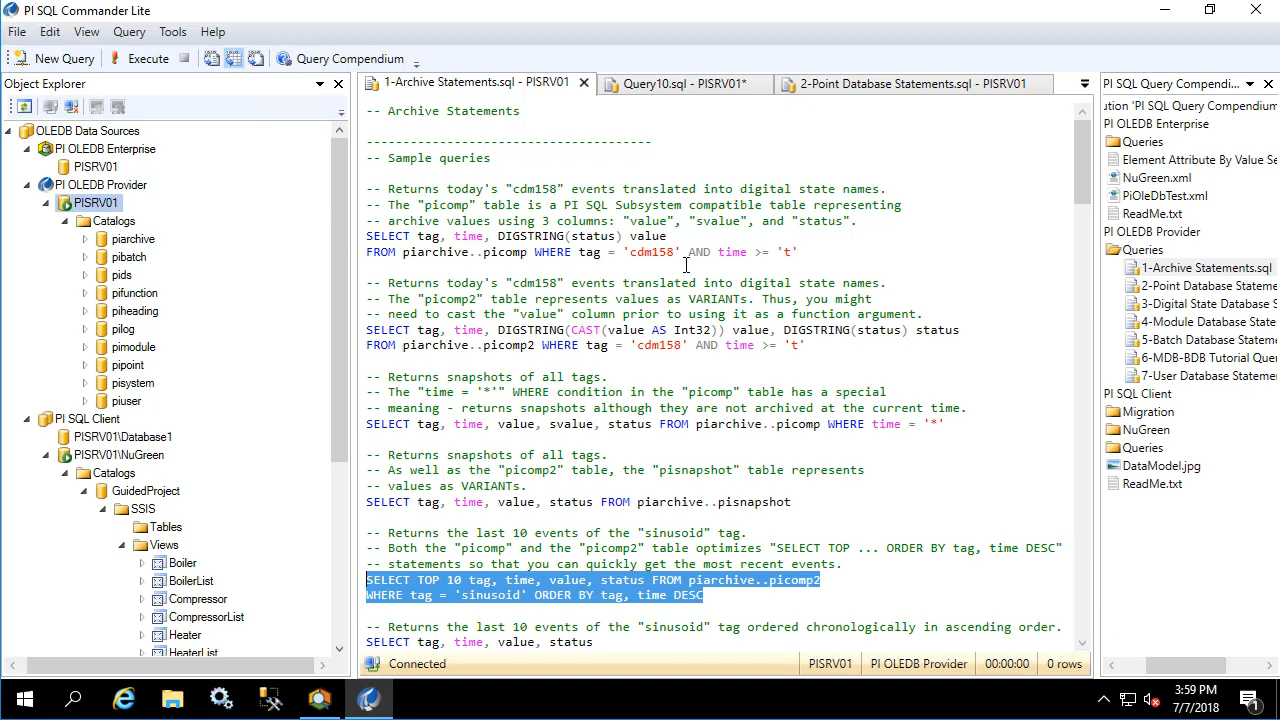 PI SQL Commander Lite
File Edit View Query Tools Help
New Query Execute Query Compendium
Object Explorer
OLEDB Data Sources
PI OLEDB Enterprise
PISRV01
PI OLEDB Provider
PISRV01
Catalogs
piarchive
pibatch
pids
pifunction
piheading
pilog
pimodule
pipoint
pisystem
piuser
PI SQL Client
PISRV01\Database1
PISRV01\NuGreen
Catalogs
GuidedProject
SSIS
Tables
Views
Boiler
BoilerList
Compressor
CompressorList
Heater
HeaterList
1-Archive Statements.sql - PISRV01
Query10.sql - PISRV01*
2-Point Database Statements.sql - PISRV01
-- Archive Statements
---------------------------------------
-- Sample queries
-- Returns today's "cdm158" events translated into digital state names.
-- The "picomp" table is a PI SQL Subsystem compatible table representing
-- archive values using 3 columns: "value", "svalue", and "status".
SELECT tag, time, DIGSTRING(status) value
FROM piarchive..picomp WHERE tag = 'cdm158' AND time >= 't'
-- Returns today's "cdm158" events translated into digital state names.
-- The "picomp2" table represents values as VARIANTs. Thus, you might
-- need to cast the "value" column prior to using it as a function argument.
SELECT tag, time, DIGSTRING(CAST(value AS Int32)) value, DIGSTRING(status) status
FROM piarchive..picomp2 WHERE tag = 'cdm158' AND time >= 't'
-- Returns snapshots of all tags.
-- The "time = '*'" WHERE condition in the "picomp" table has a special
-- meaning - returns snapshots although they are not archived at the current time.
SELECT tag, time, value, svalue, status FROM piarchive..picomp WHERE time = '*'
-- Returns snapshots of all tags.
-- As well as the "picomp2" table, the "pisnapshot" table represents
-- values as VARIANTs.
SELECT tag, time, value, status FROM piarchive..pisnapshot
-- Returns the last 10 events of the "sinusoid" tag.
-- Both the "picomp" and the "picomp2" table optimizes "SELECT TOP ... ORDER BY tag, time DESC"
-- statements so that you can quickly get the most recent events.
SELECT TOP 10 tag, time, value, status FROM piarchive..picomp2
WHERE tag = 'sinusoid' ORDER BY tag, time DESC
-- Returns the last 10 events of the "sinusoid" tag ordered chronologically in ascending order.
SELECT tag, time, value, status
Connected PISRV01 PI OLEDB Provider 00:00:00 0 rows
PI SQL Query Compendiu...
ution 'PI SQL Query Compendium
PI OLEDB Enterprise
Queries
Element Attribute By Value Se
NuGreen.xml
PiOleDbTest.xml
ReadMe.txt
PI OLEDB Provider
Queries
1-Archive Statements.sql
2-Point Database Stateme
3-Digital State Database S
4-Module Database State
5-Batch Database Stateme
6-MDB-BDB Tutorial Quer
7-User Database Stateme
PI SQL Client
Migration
NuGreen
Queries
DataModel.jpg
ReadMe.txt
3:59 PM
7/7/2018
1